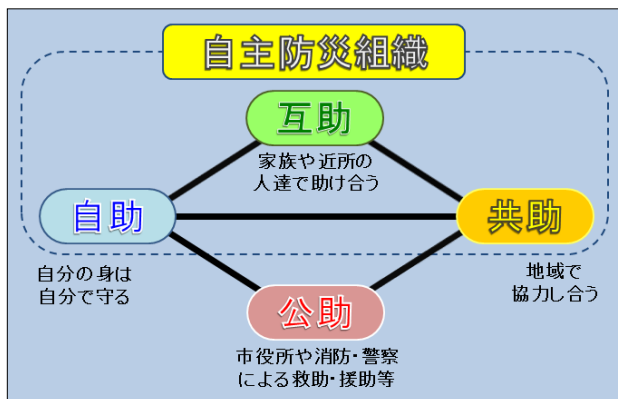 自主防災組織
互助
家族や近所の
人達で助け合う
自助
共助
自分の身は
自分で守る
地域で
協力し合う
公助
市役所や消防・警察
による救助・援助等